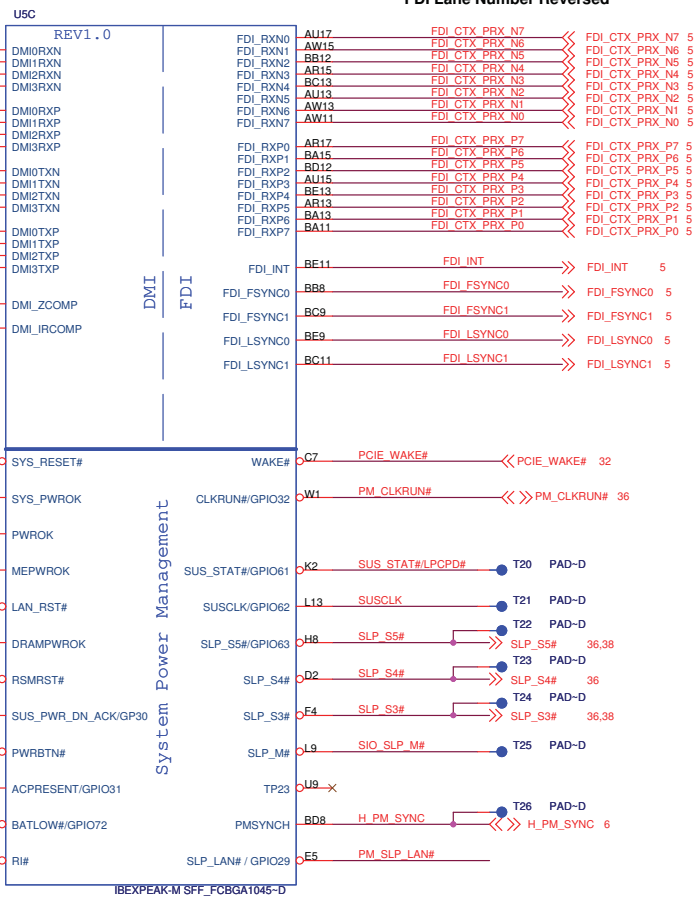 FDI Lane Number Reversed
U5C
REV1.0
DMI0RXN
DMI1RXN
DMI2RXN
DMI3RXN
DMI0RXP
DMI1RXP
DMI2RXP
DMI3RXP
DMI0TXN
DMI1TXN
DMI2TXN
DMI3TXN
DMI0TXP
DMI1TXP
DMI2TXP
DMI3TXP
DMI_ZCOMP
DMI_IRCOMP
DMI
FDI
FDI_RXN0 AU17 FDI_CTX_PRX_N7 FDI_CTX_PRX_N7 5
FDI_RXN1 AW15 FDI_CTX_PRX_N6 FDI_CTX_PRX_N6 5
FDI_RXN2 BB12 FDI_CTX_PRX_N5 FDI_CTX_PRX_N5 5
FDI_RXN3 AR15 FDI_CTX_PRX_N4 FDI_CTX_PRX_N4 5
FDI_RXN4 BC13 FDI_CTX_PRX_N3 FDI_CTX_PRX_N3 5
FDI_RXN5 AU13 FDI_CTX_PRX_N2 FDI_CTX_PRX_N2 5
FDI_RXN6 AW13 FDI_CTX_PRX_N1 FDI_CTX_PRX_N1 5
FDI_RXN7 AW11 FDI_CTX_PRX_N0 FDI_CTX_PRX_N0 5
FDI_RXP0 AR17 FDI_CTX_PRX_P7 FDI_CTX_PRX_P7 5
FDI_RXP1 BA15 FDI_CTX_PRX_P6 FDI_CTX_PRX_P6 5
FDI_RXP2 BD12 FDI_CTX_PRX_P5 FDI_CTX_PRX_P5 5
FDI_RXP3 AU15 FDI_CTX_PRX_P4 FDI_CTX_PRX_P4 5
FDI_RXP4 BE13 FDI_CTX_PRX_P3 FDI_CTX_PRX_P3 5
FDI_RXP5 AR13 FDI_CTX_PRX_P2 FDI_CTX_PRX_P2 5
FDI_RXP6 BA13 FDI_CTX_PRX_P1 FDI_CTX_PRX_P1 5
FDI_RXP7 BA11 FDI_CTX_PRX_P0 FDI_CTX_PRX_P0 5
FDI_INT BE11 FDI_INT FDI_INT 5
FDI_FSYNC0 BB8 FDI_FSYNC0 FDI_FSYNC0 5
FDI_FSYNC1 BC9 FDI_FSYNC1 FDI_FSYNC1 5
FDI_LSYNC0 BE9 FDI_LSYNC0 FDI_LSYNC0 5
FDI_LSYNC1 BC11 FDI_LSYNC1 FDI_LSYNC1 5
System Power Management
SYS_RESET# WAKE# C7 PCIE_WAKE# PCIE_WAKE# 32
SYS_PWROK CLKRUN#/GPIO32 W1 PM_CLKRUN# PM_CLKRUN# 36
PWROK
MEPWROK SUS_STAT#/GPIO61 K2 SUS_STAT#/LPCPD# T20 PAD~D
LAN_RST# SUSCLK/GPIO62 L13 SUSCLK T21 PAD~D
T22 PAD~D
DRAMPWROK SLP_S5#/GPIO63 H8 SLP_S5# SLP_S5# 36,38
T23 PAD~D
RSMRST# SLP_S4# D2 SLP_S4# SLP_S4# 36
T24 PAD~D
SUS_PWR_DN_ACK/GP30 SLP_S3# F4 SLP_S3# SLP_S3# 36,38
PWRBTN# SLP_M# L9 SIO_SLP_M# T25 PAD~D
ACPRESENT/GPIO31 TP23 U9
T26 PAD~D
BATLOW#/GPIO72 PMSYNCH BD8 H_PM_SYNC H_PM_SYNC 6
RI# SLP_LAN# / GPIO29 E5 PM_SLP_LAN#
IBEXPEAK-M SFF_FCBGA1045~D